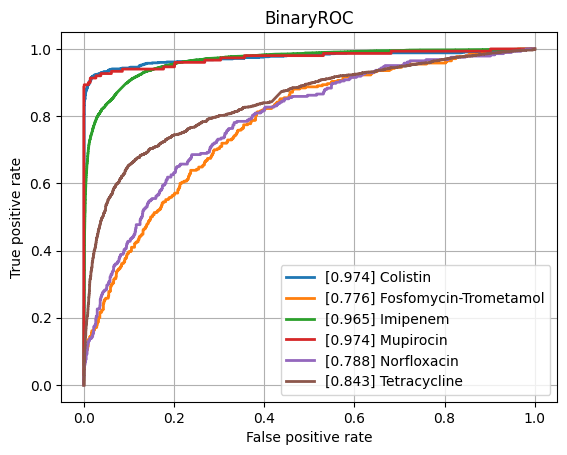 BinaryROC
True positive rate
1.0
0.8
0.6
0.4
0.2
0.0
[0.974] Colistin
[0.776] Fosfomycin-Trometamol
[0.965] Imipenem
[0.974] Mupirocin
[0.788] Norfloxacin
[0.843] Tetracycline
0.0 0.2 0.4 0.6 0.8 1.0
False positive rate